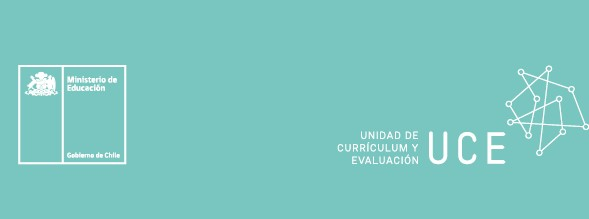 Ministerio de
Educación
Gobierno de Chile
UNIDAD DE
CURRÍCULUM Y
EVALUACIÓN
UCE